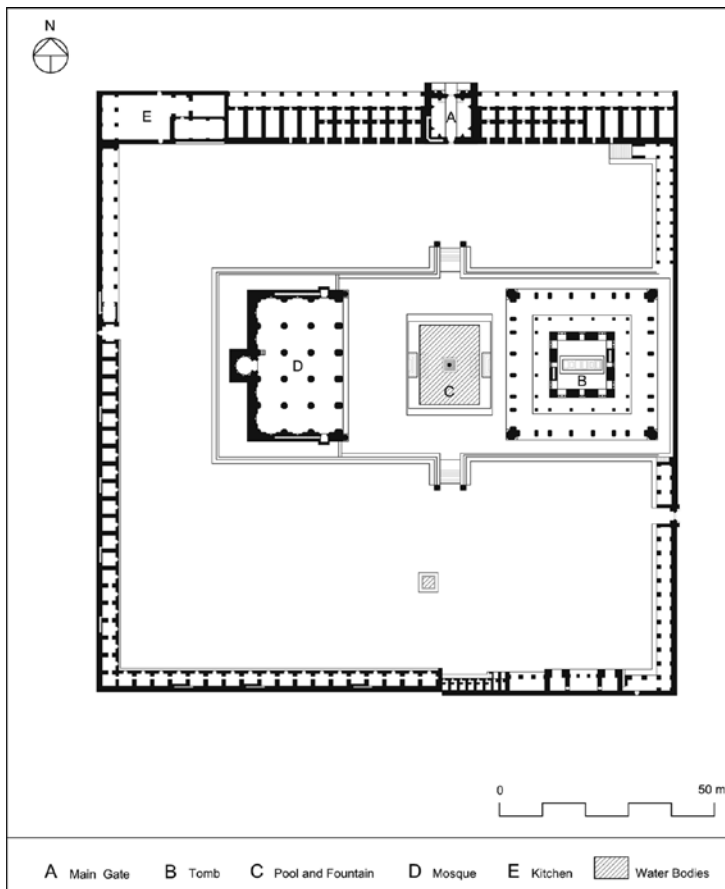 N
E
A
D
C
B
0 50 m
A Main Gate B Tomb C Pool and Fountain D Mosque E Kitchen Water Bodies